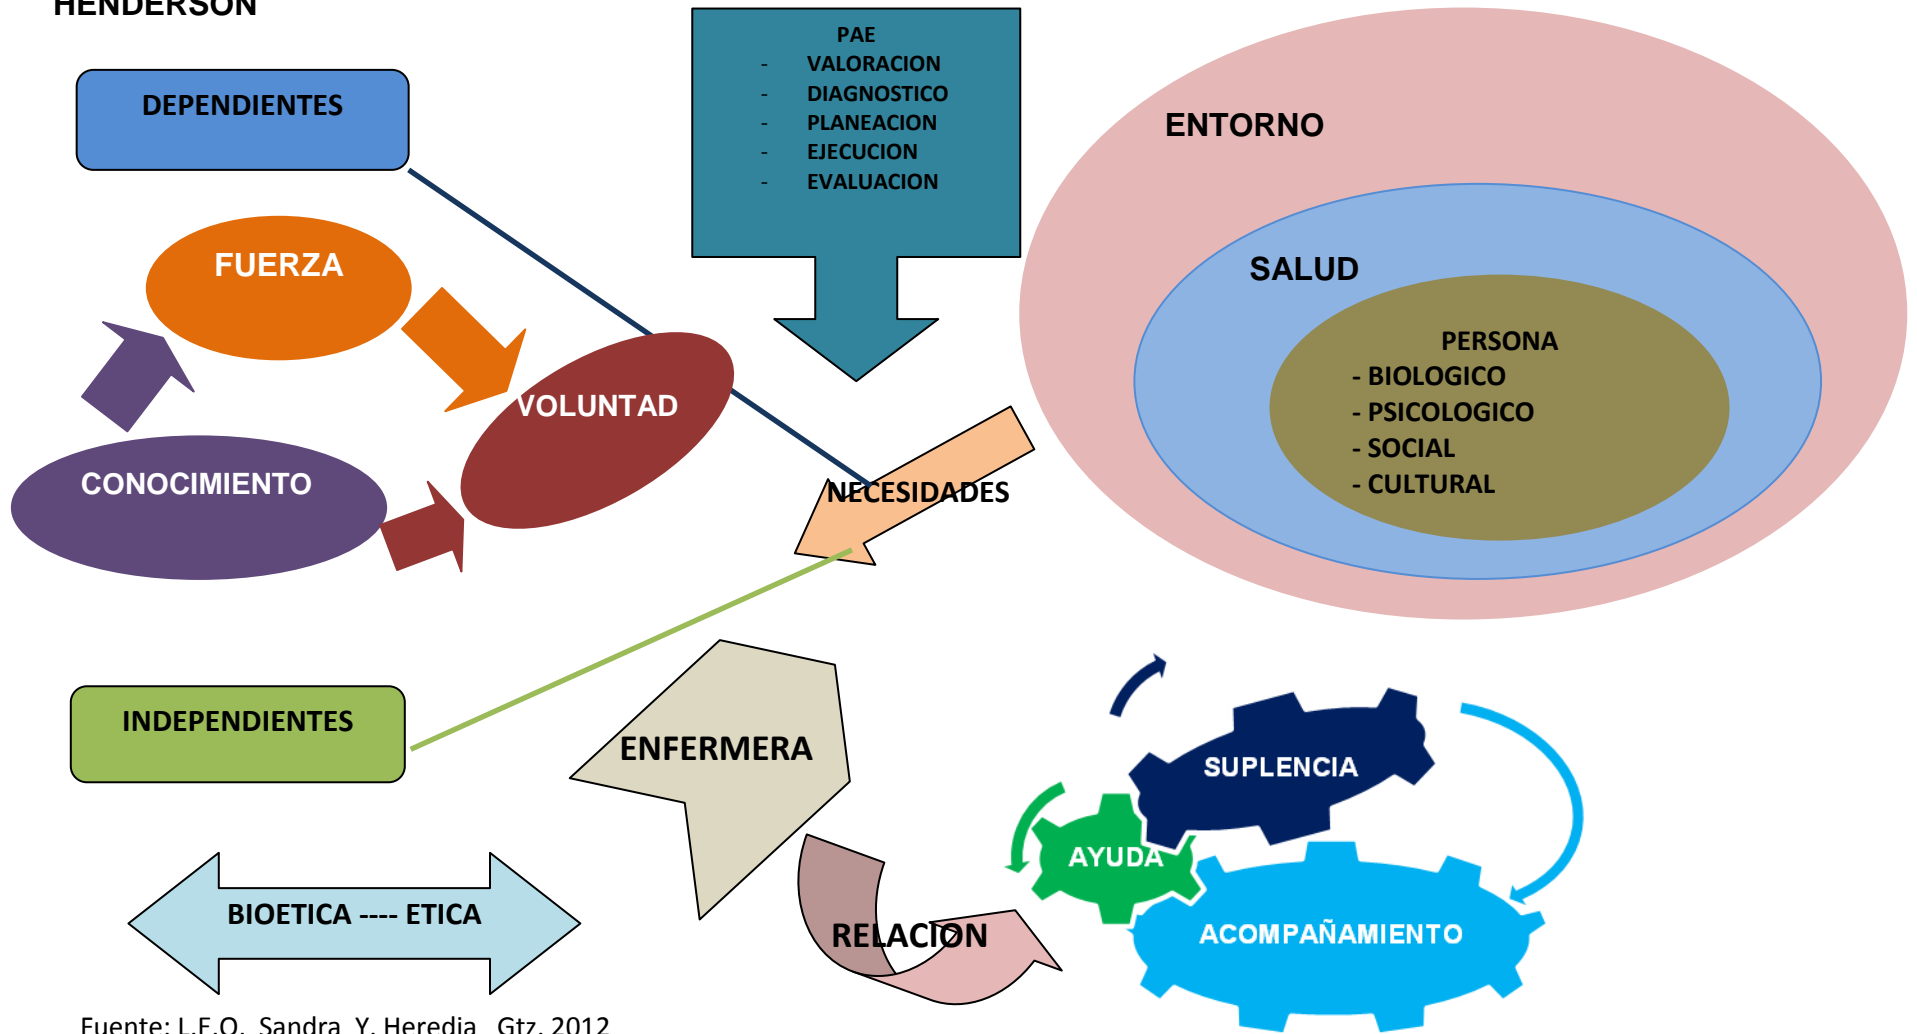 HENDERSON
DEPENDIENTES
PAE
- VALORACION
- DIAGNOSTICO
- PLANEACION
- EJECUCION
- EVALUACION
ENTORNO
SALUD
PERSONA
- BIOLOGICO
- PSICOLOGICO
- SOCIAL
- CULTURAL
FUERZA
VOLUNTAD
CONOCIMIENTO
NECESIDADES
INDEPENDIENTES
ENFERMERA
SUPLENCIA
AYUDA
ACOMPAÑAMIENTO
RELACION
BIOETICA ---- ETICA
Fuente: L.E.O. Sandra Y. Heredia Gtz. 2012